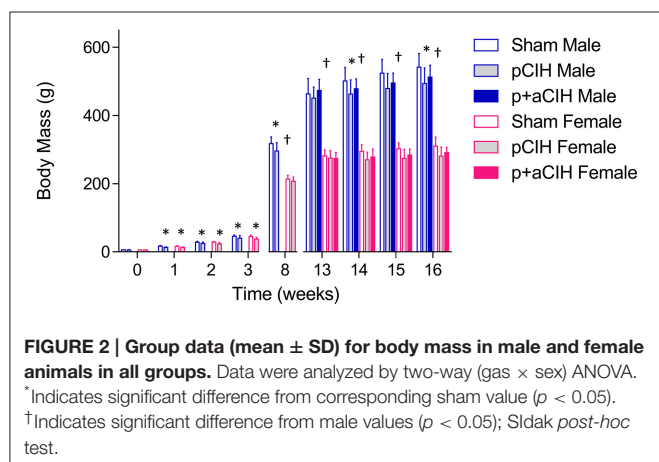 600
400
200
0
Body Mass (g)
* * * * * * * † † * † † * †
0 1 2 3 8 13 14 15 16
Time (weeks)
Sham Male
pCIH Male
p+aCIH Male
Sham Female
pCIH Female
p+aCIH Female
FIGURE 2 | Group data (mean ± SD) for body mass in male and female
animals in all groups. Data were analyzed by two-way (gas × sex) ANOVA.
*Indicates significant difference from corresponding sham value (p < 0.05).
†Indicates significant difference from male values (p < 0.05); SIdak post-hoc
test.